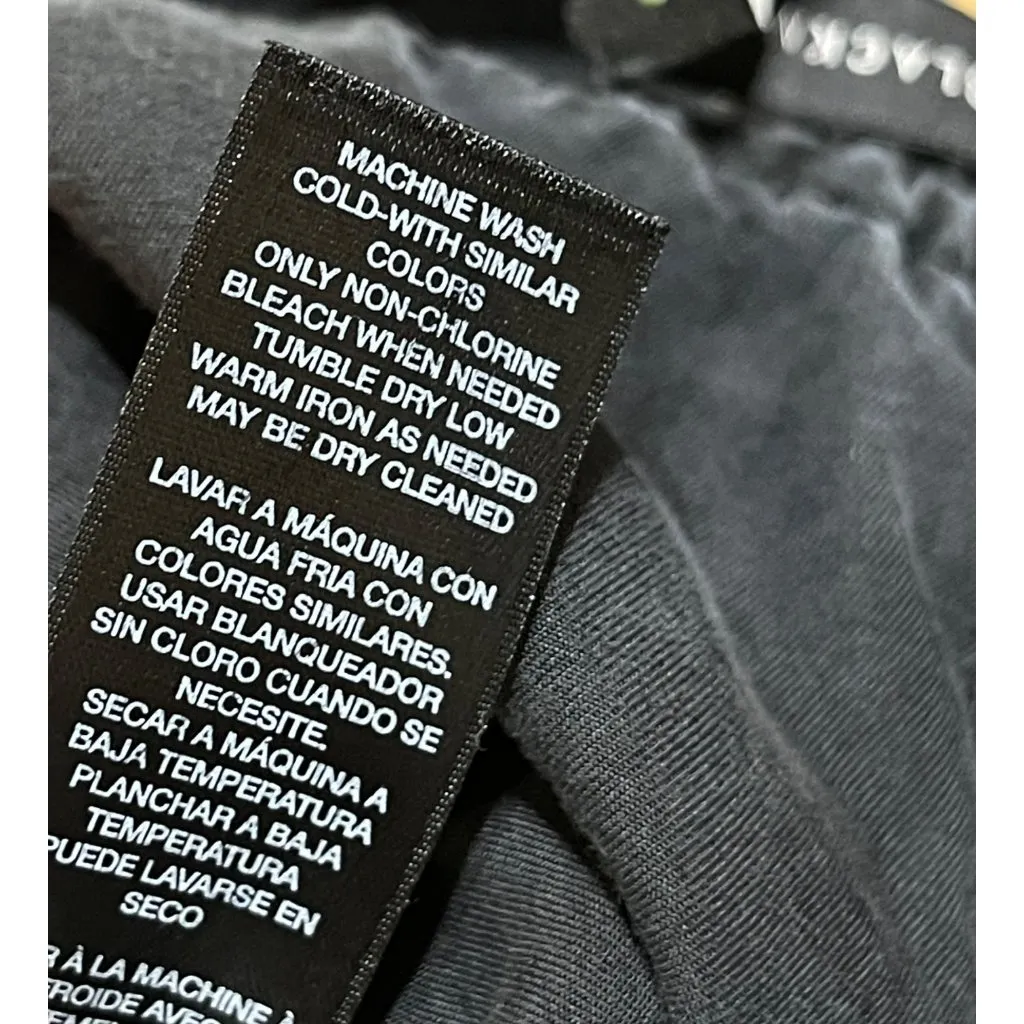 MACHINE WASH
COLD-WITH SIMILAR
COLORS
ONLY NON-CHLORINE
BLEACH WHEN NEEDED
TUMBLE DRY LOW
WARM IRON AS NEEDED
MAY BE DRY CLEANED
LAVAR A MÁQUINA CON
AGUA FRIA CON
COLORES SIMILARES.
USAR BLANQUEADOR
SIN CLORO CUANDO SE
NECESITE.
SECAR A MÁQUINA A
BAJA TEMPERATURA
PLANCHAR A BAJA
TEMPERATURA
PUEDE LAVARSE EN
SECO
À LA MACHINE À